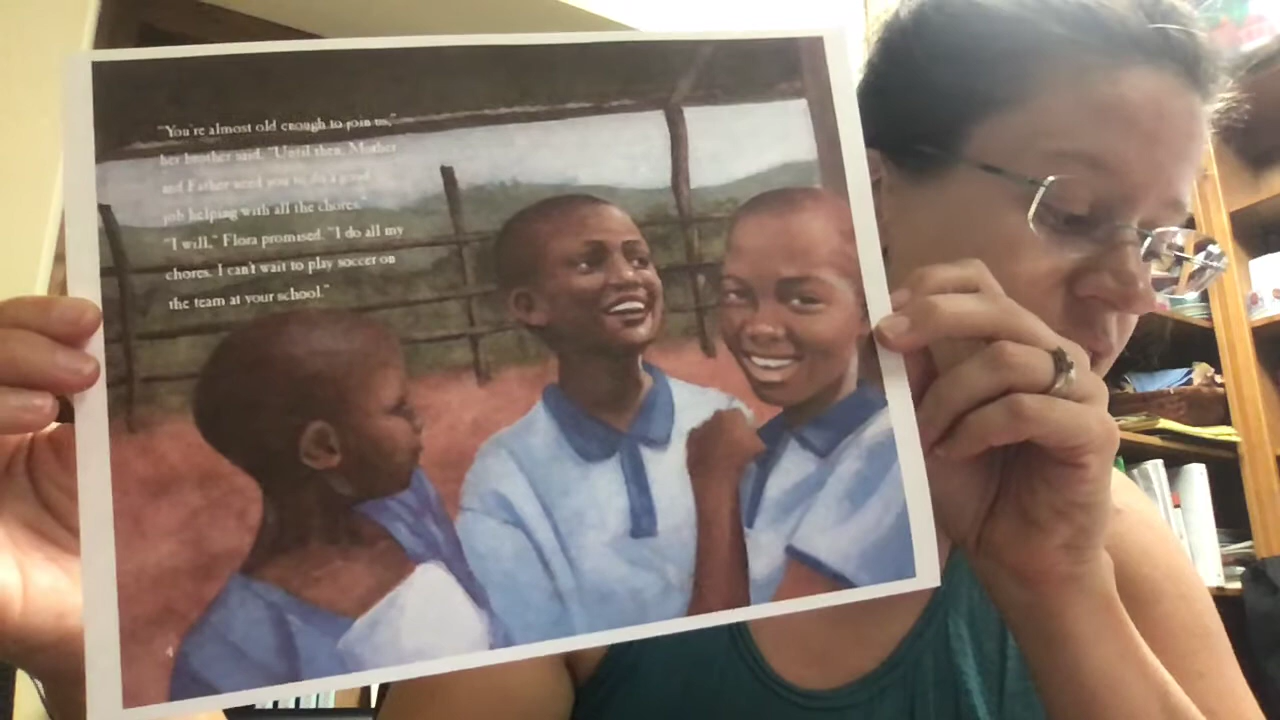 "You're almost old enough to join us,"
her brother said. "Until then, Mother
and Father need you to do a good
job helping with all the chores."
"I will," Flora promised. "I do all my
chores. I can't wait to play soccer on
the team at your school."